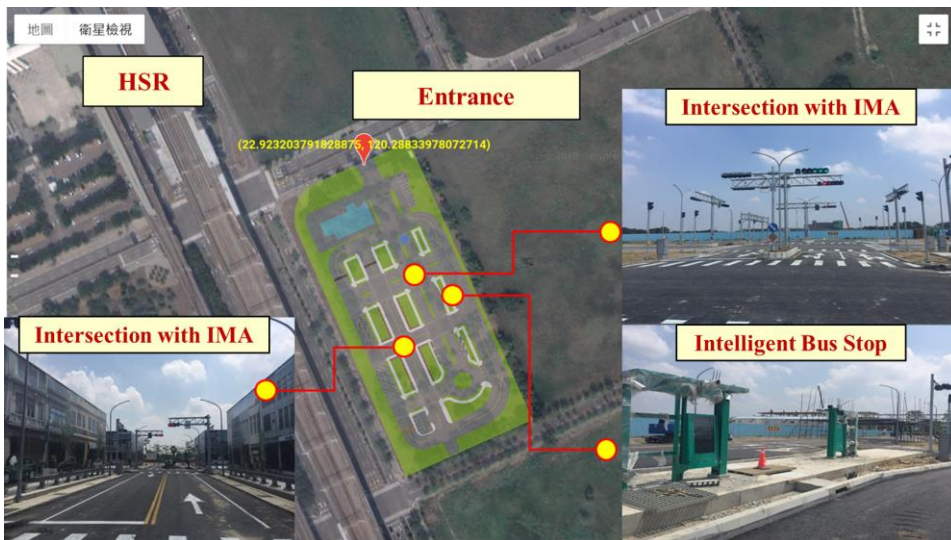 地圖 衛星檢視
HSR
Entrance
(22.923203791828875, 120.28833978072714)
Intersection with IMA
Intersection with IMA
Intelligent Bus Stop